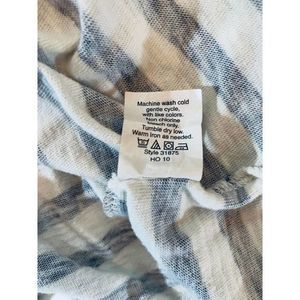 Machine wash cold
gentle cycle,
with like colors.
Non chlorine
bleach only.
Tumble dry low.
Warm Iron as needed.
Style 31875
HO 10